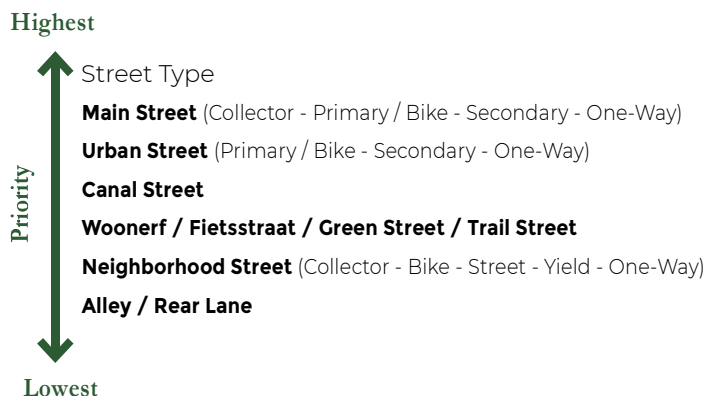 Highest
Street Type
Main Street (Collector - Primary / Bike - Secondary - One-Way)
Urban Street (Primary / Bike - Secondary - One-Way)
Canal Street
Priority
Woonerf / Fietsstraat / Green Street / Trail Street
Neighborhood Street (Collector - Bike - Street - Yield - One-Way)
Alley / Rear Lane
Lowest